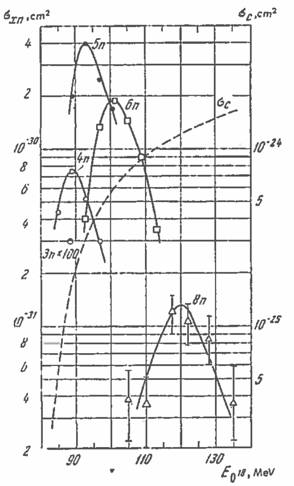 σxn, cm²
σc, cm²
4
5n
2
6n
σc
10⁻³⁰
10⁻²⁴
8
6
4n
5
4
3n×100
2
10⁻³¹
8n
10⁻²⁵
8
6
5
4
2
90
110
130
E₀¹⁸, MeV